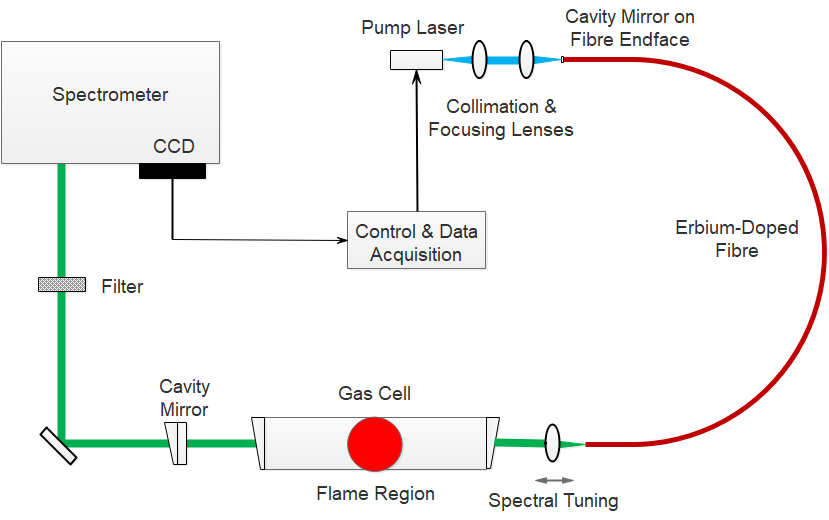 Pump Laser
Cavity Mirror on
Fibre Endface
Spectrometer
Collimation &
Focusing Lenses
CCD
Control & Data
Acquisition
Erbium-Doped
Fibre
Filter
Cavity
Mirror
Gas Cell
Flame Region
Spectral Tuning